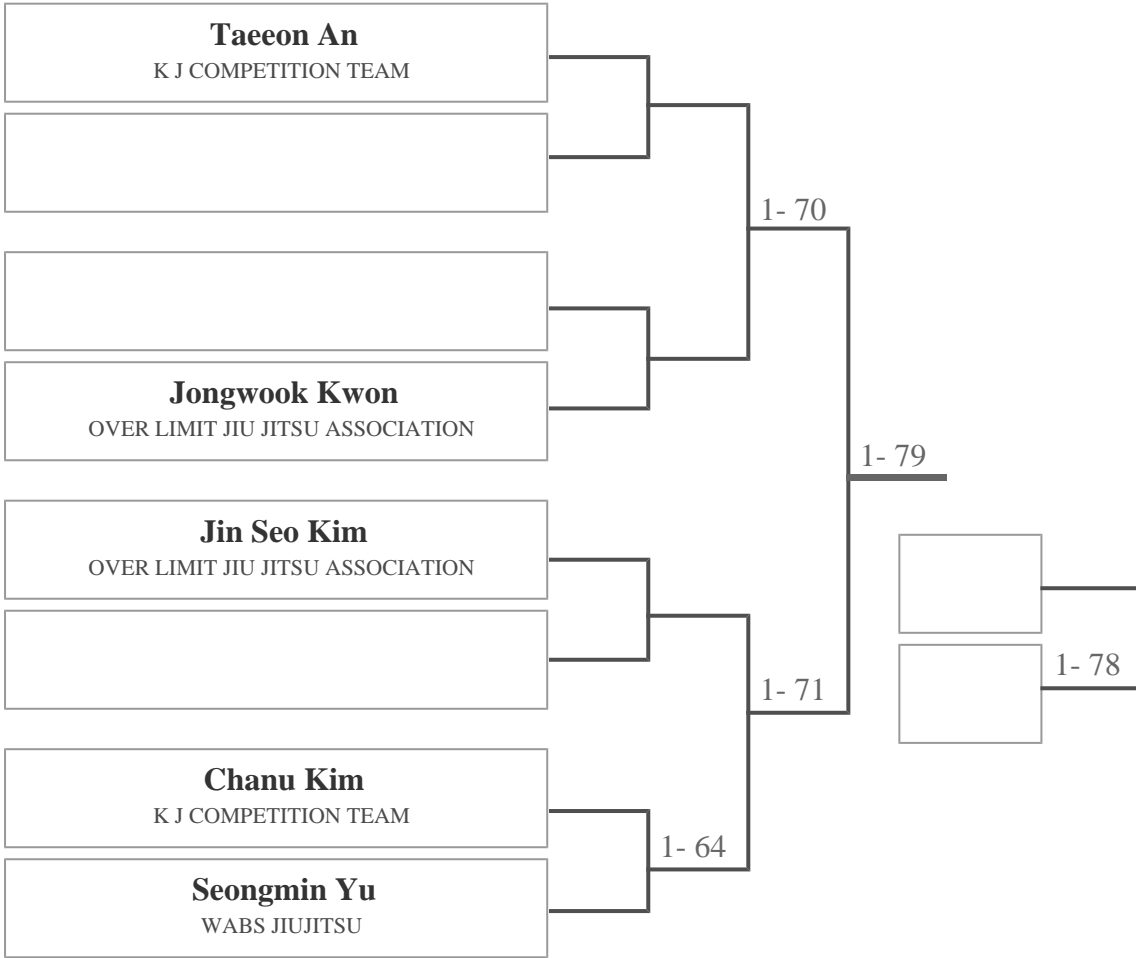 Taeeon An
K J COMPETITION TEAM
1- 70
Jongwook Kwon
OVER LIMIT JIU JITSU ASSOCIATION
1- 79
Jin Seo Kim
OVER LIMIT JIU JITSU ASSOCIATION
1- 78
1- 71
Chanu Kim
K J COMPETITION TEAM
1- 64
Seongmin Yu
WABS JIUJITSU